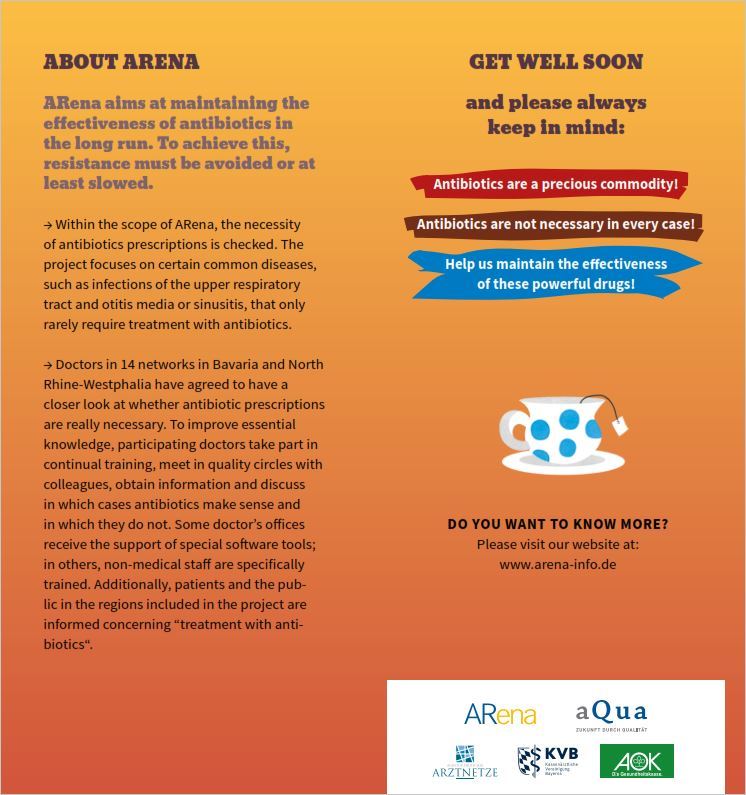 ABOUT ARENA
ARena aims at maintaining the
effectiveness of antibiotics in
the long run. To achieve this,
resistance must be avoided or at
least slowed.
→ Within the scope of ARena, the necessity
of antibiotics prescriptions is checked. The
project focuses on certain common diseases,
such as infections of the upper respiratory
tract and otitis media or sinusitis, that only
rarely require treatment with antibiotics.
→ Doctors in 14 networks in Bavaria and North
Rhine-Westphalia have agreed to have a
closer look at whether antibiotic prescriptions
are really necessary. To improve essential
knowledge, participating doctors take part in
continual training, meet in quality circles with
colleagues, obtain information and discuss
in which cases antibiotics make sense and
in which they do not. Some doctor’s offices
receive the support of special software tools;
in others, non-medical staff are specifically
trained. Additionally, patients and the pub-
lic in the regions included in the project are
informed concerning “treatment with anti-
biotics“.
GET WELL SOON
and please always
keep in mind:
Antibiotics are a precious commodity!
Antibiotics are not necessary in every case!
Help us maintain the effectiveness
of these powerful drugs!
DO YOU WANT TO KNOW MORE?
Please visit our website at:
www.arena-info.de
ARena
aQua
ZUKUNFT DURCH QUALITÄT
ARZTNETZE
KVB
Kassenärztliche
Vereinigung
Bayerns
AOK
Die Gesundheitskasse.